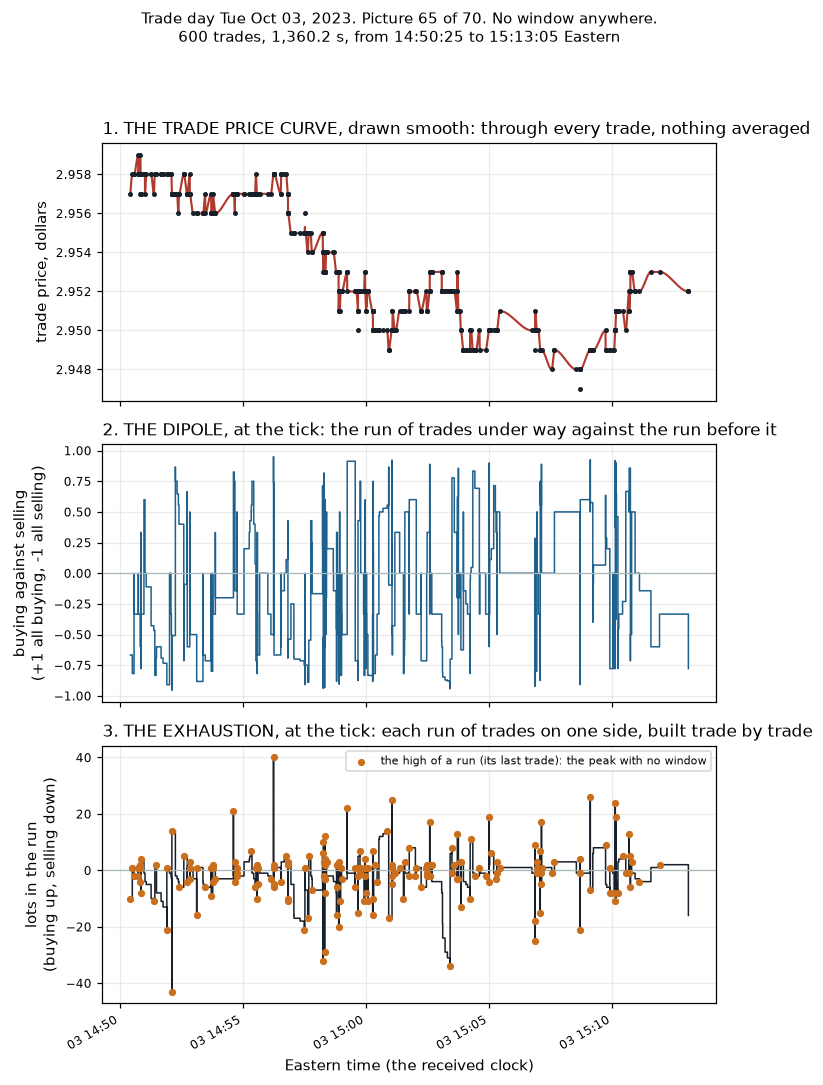 Trade day Tue Oct 03, 2023. Picture 65 of 70. No window anywhere.
600 trades, 1,360.2 s, from 14:50:25 to 15:13:05 Eastern
1. THE TRADE PRICE CURVE, drawn smooth: through every trade, nothing averaged
trade price, dollars
2.958
2.956
2.954
2.952
2.950
2.948
2. THE DIPOLE, at the tick: the run of trades under way against the run before it
buying against selling
(+1 all buying, -1 all selling)
1.00
0.75
0.50
0.25
0.00
−0.25
−0.50
−0.75
−1.00
3. THE EXHAUSTION, at the tick: each run of trades on one side, built trade by trade
the high of a run (its last trade): the peak with no window
lots in the run
(buying up, selling down)
40
20
0
−20
−40
03 14:50
03 14:55
03 15:00
03 15:05
03 15:10
Eastern time (the received clock)